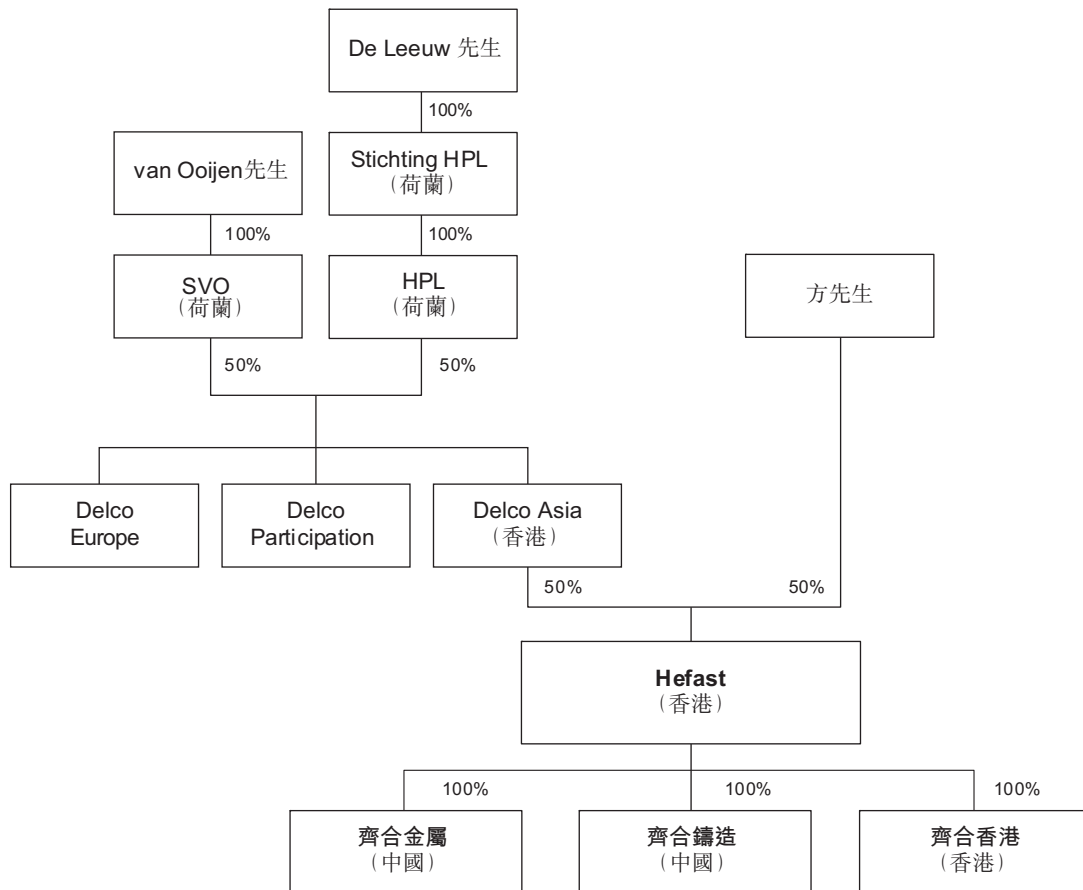 De Leeuw 先生
100%
van Ooijen先生
Stichting HPL
（荷蘭）
100%
100%
SVO
（荷蘭）
HPL
（荷蘭）
方先生
50%
50%
Delco
Europe
Delco
Participation
Delco Asia
（香港）
50%
50%
Hefast
（香港）
100%
100%
100%
齊合金屬
（中國）
齊合鑄造
（中國）
齊合香港
（香港）